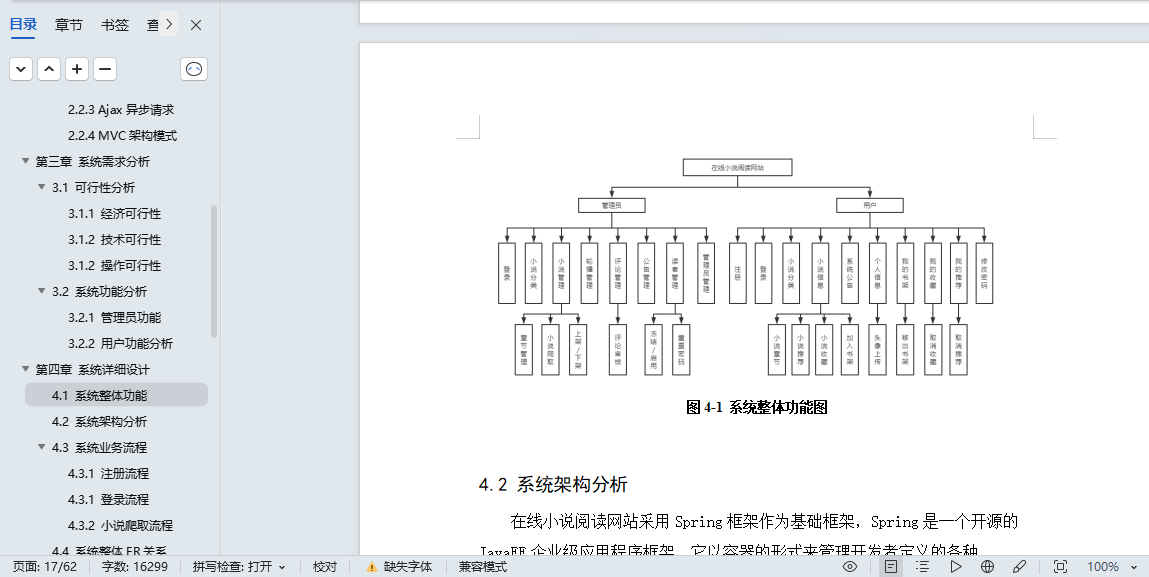 目录 章节 书签 查
2.2.3 Ajax 异步请求
2.2.4 MVC 架构模式
第三章 系统需求分析
3.1 可行性分析
3.1.1 经济可行性
3.1.2 技术可行性
3.1.2 操作可行性
3.2 系统功能分析
3.2.1 管理员功能
3.2.2 用户功能分析
第四章 系统详细设计
4.1 系统整体功能
4.2 系统架构分析
4.3 系统业务流程
4.3.1 注册流程
4.3.1 登录流程
4.3.2 小说爬取流程
4.4 系统整体 ER 关系
在线小说阅读网站
管理员 用户
登录 小说分类 小说管理 轮播管理 评论管理 公告管理 读者管理 管理员管理 注册 登录 小说分类 小说信息 系统公告 个人信息 我的书架 我的收藏 我的推荐 修改密码
章节管理 小说爬取 上架/下架 评论审核 冻结/启用 重置密码 小说章节 小说推荐 小说收藏 加入书架 头像上传 移出书架 取消收藏 取消推荐
图 4-1 系统整体功能图
4.2 系统架构分析
在线小说阅读网站采用 Spring 框架作为基础框架，Spring 是一个开源的
JavaEE 企业级应用程序框架，它以容器的形式来管理开发者定义的各种
页面: 17/62 字数: 16299 拼写检查: 打开 校对 缺失字体 兼容模式 100%